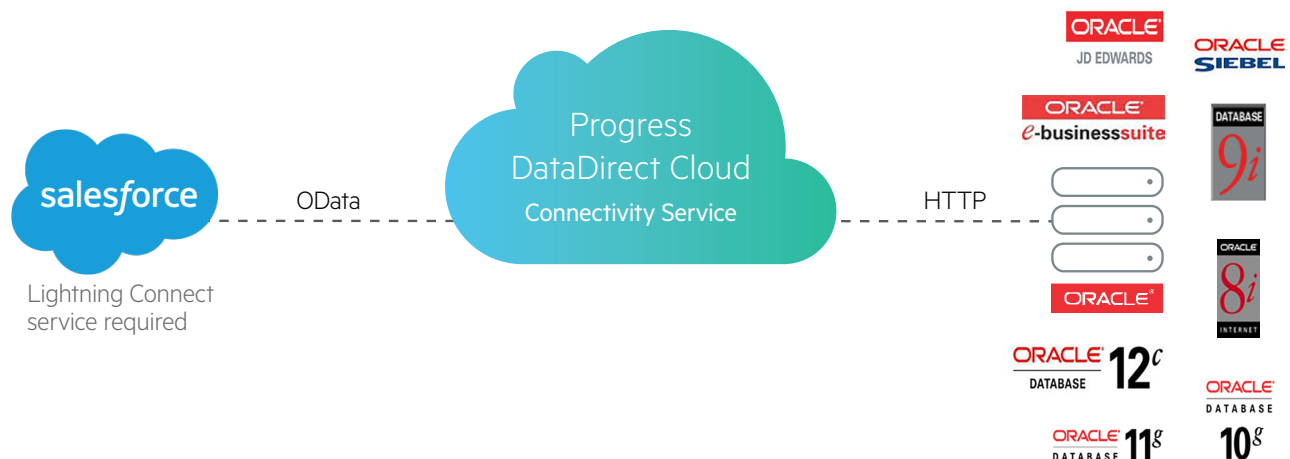 salesforce
Lightning Connect
service required
OData
Progress
DataDirect Cloud
Connectivity Service
HTTP
ORACLE®
JD EDWARDS
ORACLE
SIEBEL
ORACLE®
e-businesssuite
DATABASE
9i
ORACLE®
ORACLE
8i
INTERNET
ORACLE®
DATABASE
12c
ORACLE®
DATABASE
10g
ORACLE®
DATABASE
11g